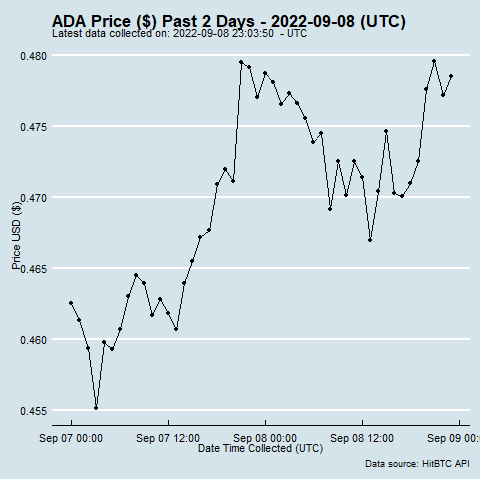 ADA Price ($) Past 2 Days - 2022-09-08 (UTC)
Latest data collected on: 2022-09-08 23:03:50  - UTC
0.480
0.475
0.470
0.465
0.460
0.455
Price USD ($)
Sep 07 00:00
Sep 07 12:00
Sep 08 00:00
Sep 08 12:00
Sep 09 0
Date Time Collected (UTC)
Data source: HitBTC API